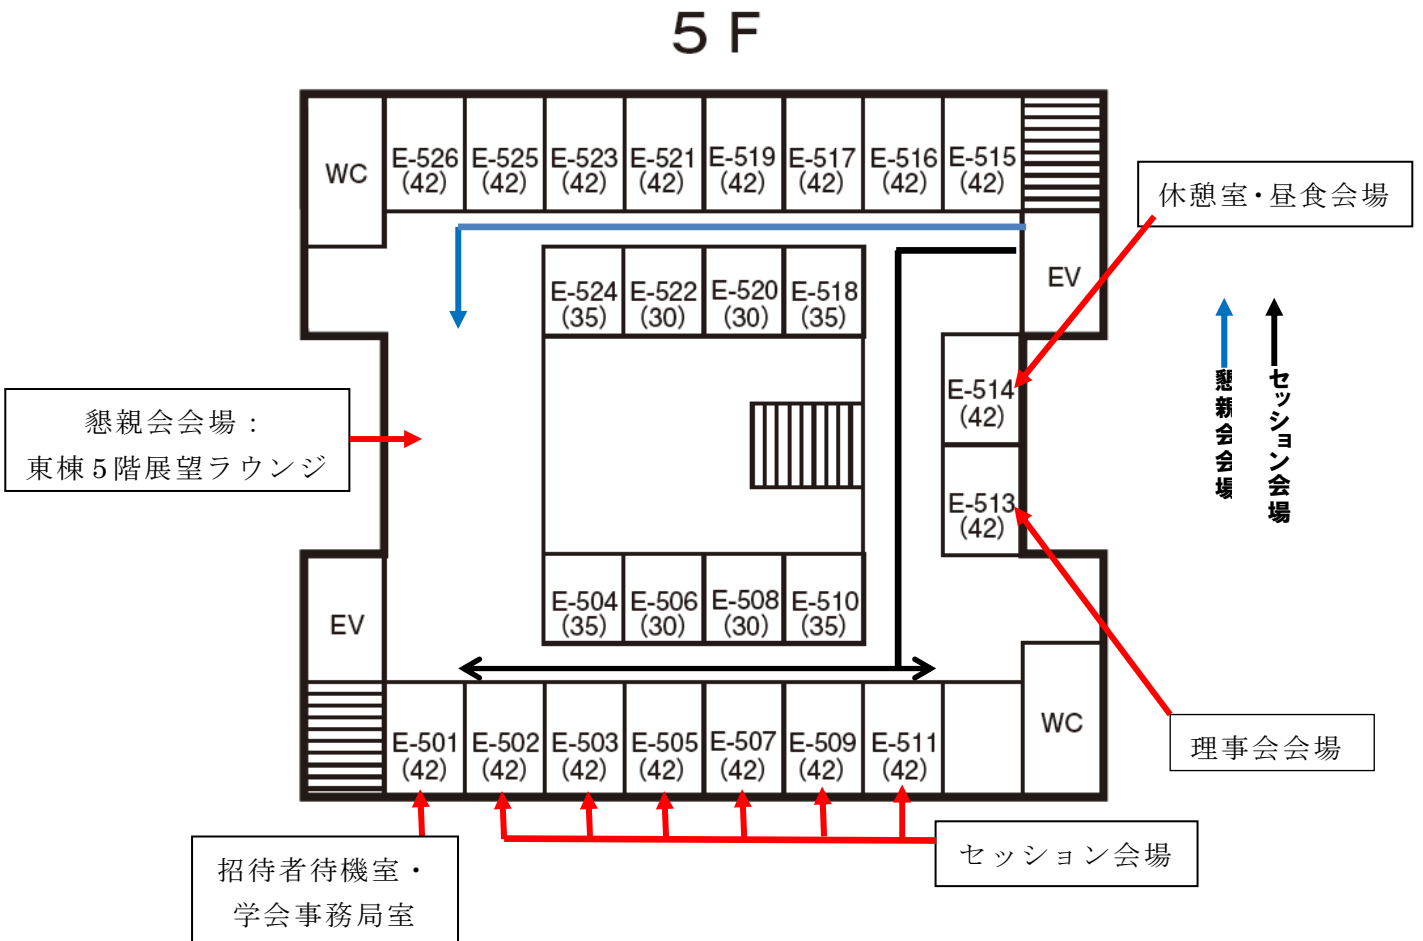 5 F
WC
E-526
(42)
E-525
(42)
E-523
(42)
E-521
(42)
E-519
(42)
E-517
(42)
E-516
(42)
E-515
(42)
休憩室・昼食会場
EV
E-524
(35)
E-522
(30)
E-520
(30)
E-518
(35)
E-514
(42)
懇親会会場
セッション会場
懇親会会場：
東棟5階展望ラウンジ
E-513
(42)
EV
E-504
(35)
E-506
(30)
E-508
(30)
E-510
(35)
E-501
(42)
E-502
(42)
E-503
(42)
E-505
(42)
E-507
(42)
E-509
(42)
E-511
(42)
WC
理事会会場
セッション会場
招待者待機室・
学会事務局室